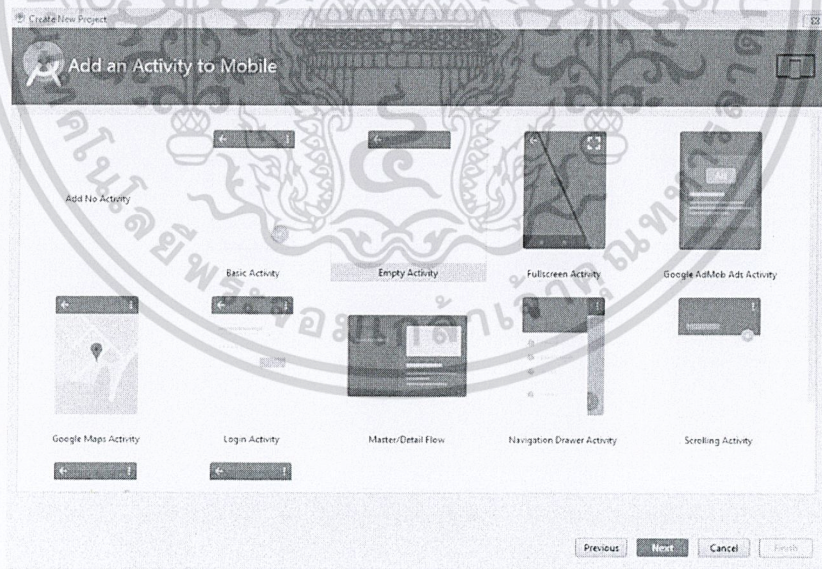 Create New Project
Add an Activity to Mobile
Add No Activity
Basic Activity
Empty Activity
Fullscreen Activity
Ad
Google AdMob Ads Activity
Google Maps Activity
Login Activity
Master/Detail Flow
Navigation Drawer Activity
Scrolling Activity
Previous
Next
Cancel
Finish